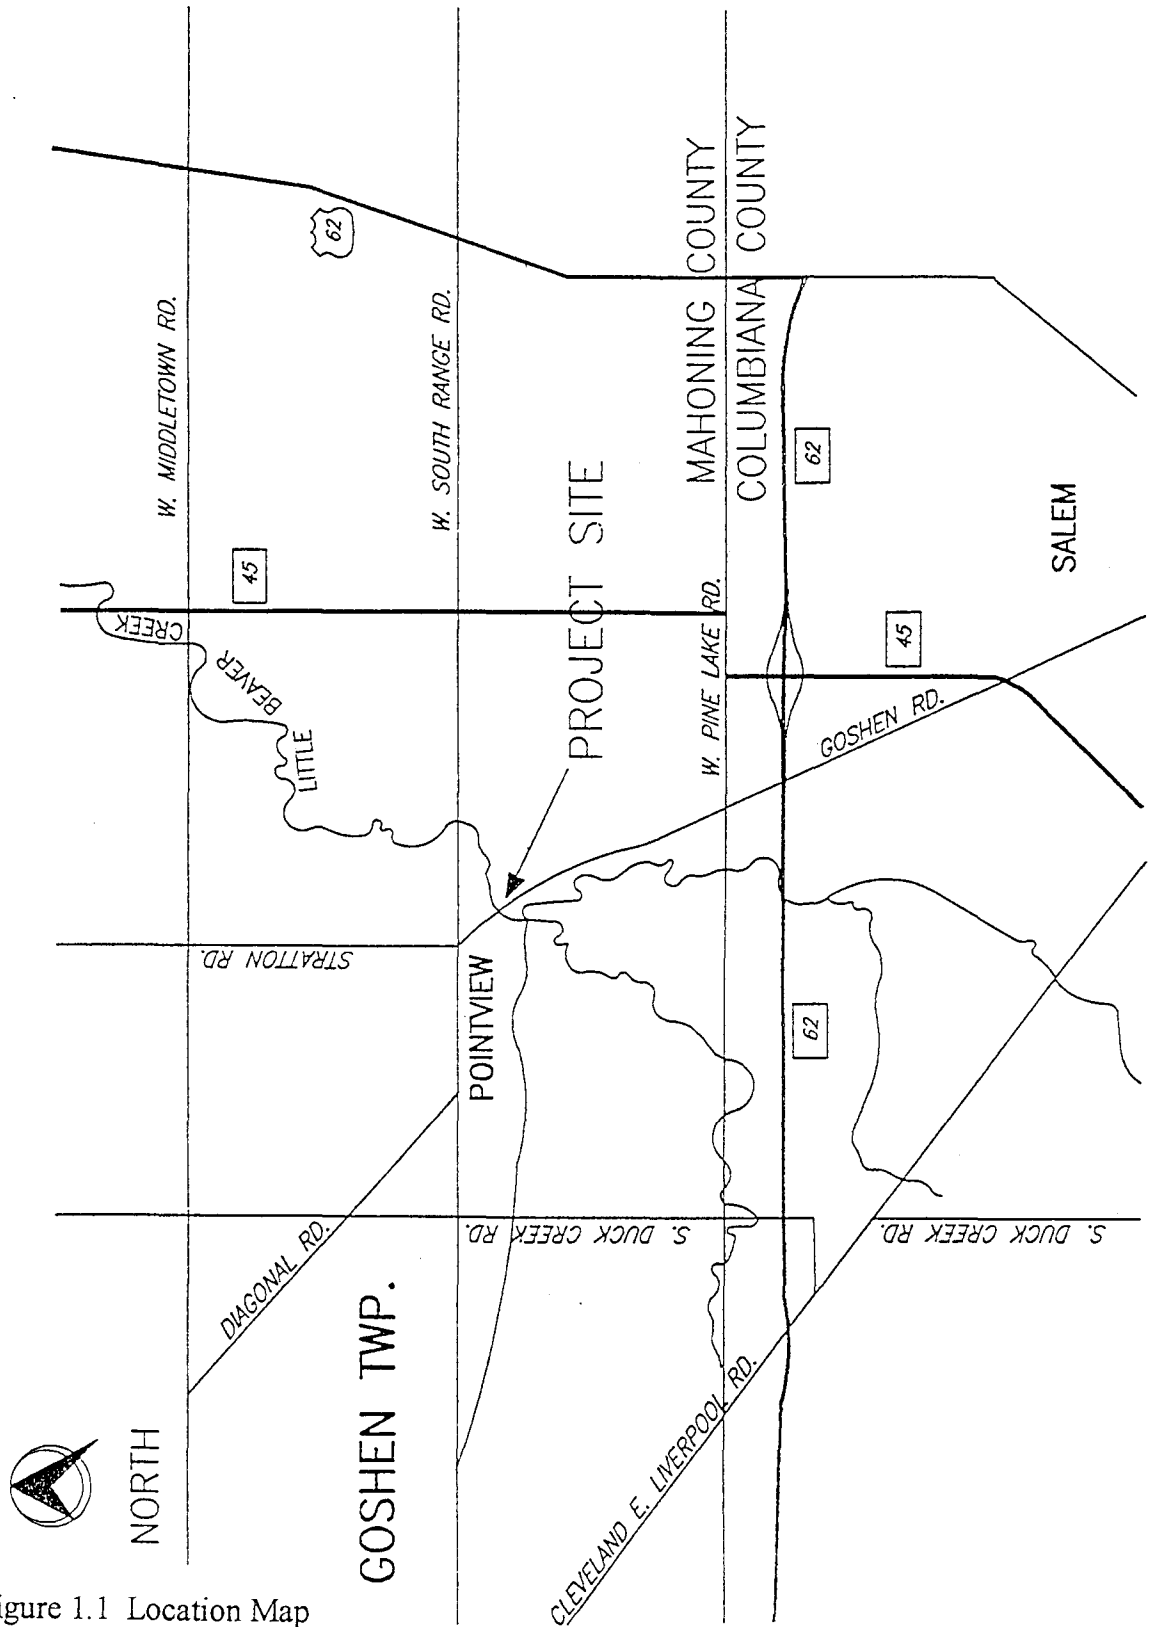 MAHONING COUNTY
COLUMBIANA COUNTY
62
W. MIDDLETOWN RD.
W. SOUTH RANGE RD.
PROJECT SITE
62
SALEM
45
CREEK
BEAVER
LITTLE
W. PINE LAKE RD.
45
GOSHEN RD.
STRATTON RD.
POINTVIEW
62
DIAGONAL RD.
S. DUCK CREEK RD.
S. DUCK CREEK RD.
GOSHEN TWP.
CLEVELAND E. LIVERPOOL RD.
NORTH
igure 1.1 Location Map